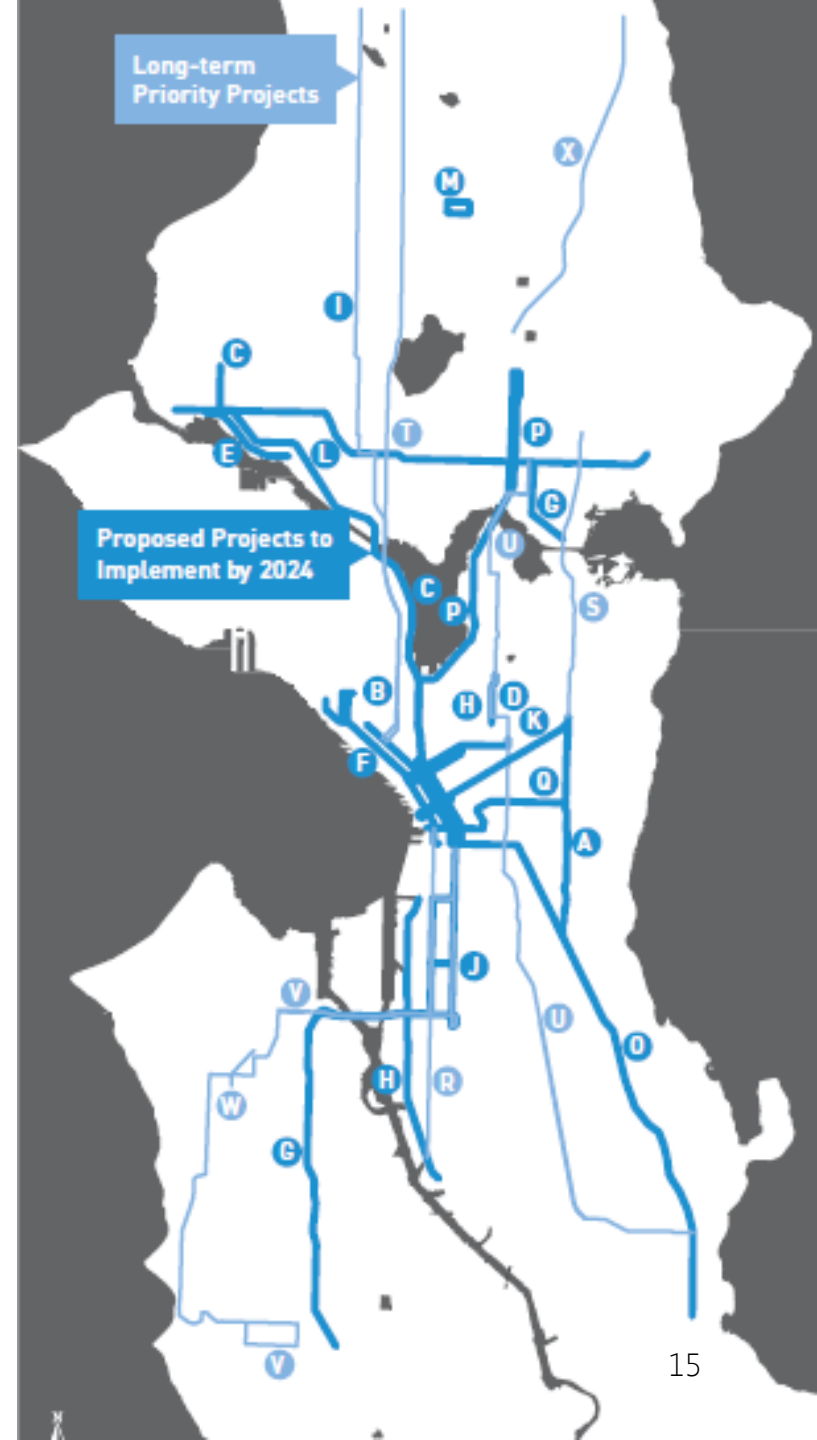 Long-term
Priority Projects
X
M
I
C
T
P
E
L
G
Proposed Projects to
Implement by 2024
U
C
P
S
B
H
D
K
F
Q
A
J
V
U
O
H
R
W
G
V
15
N